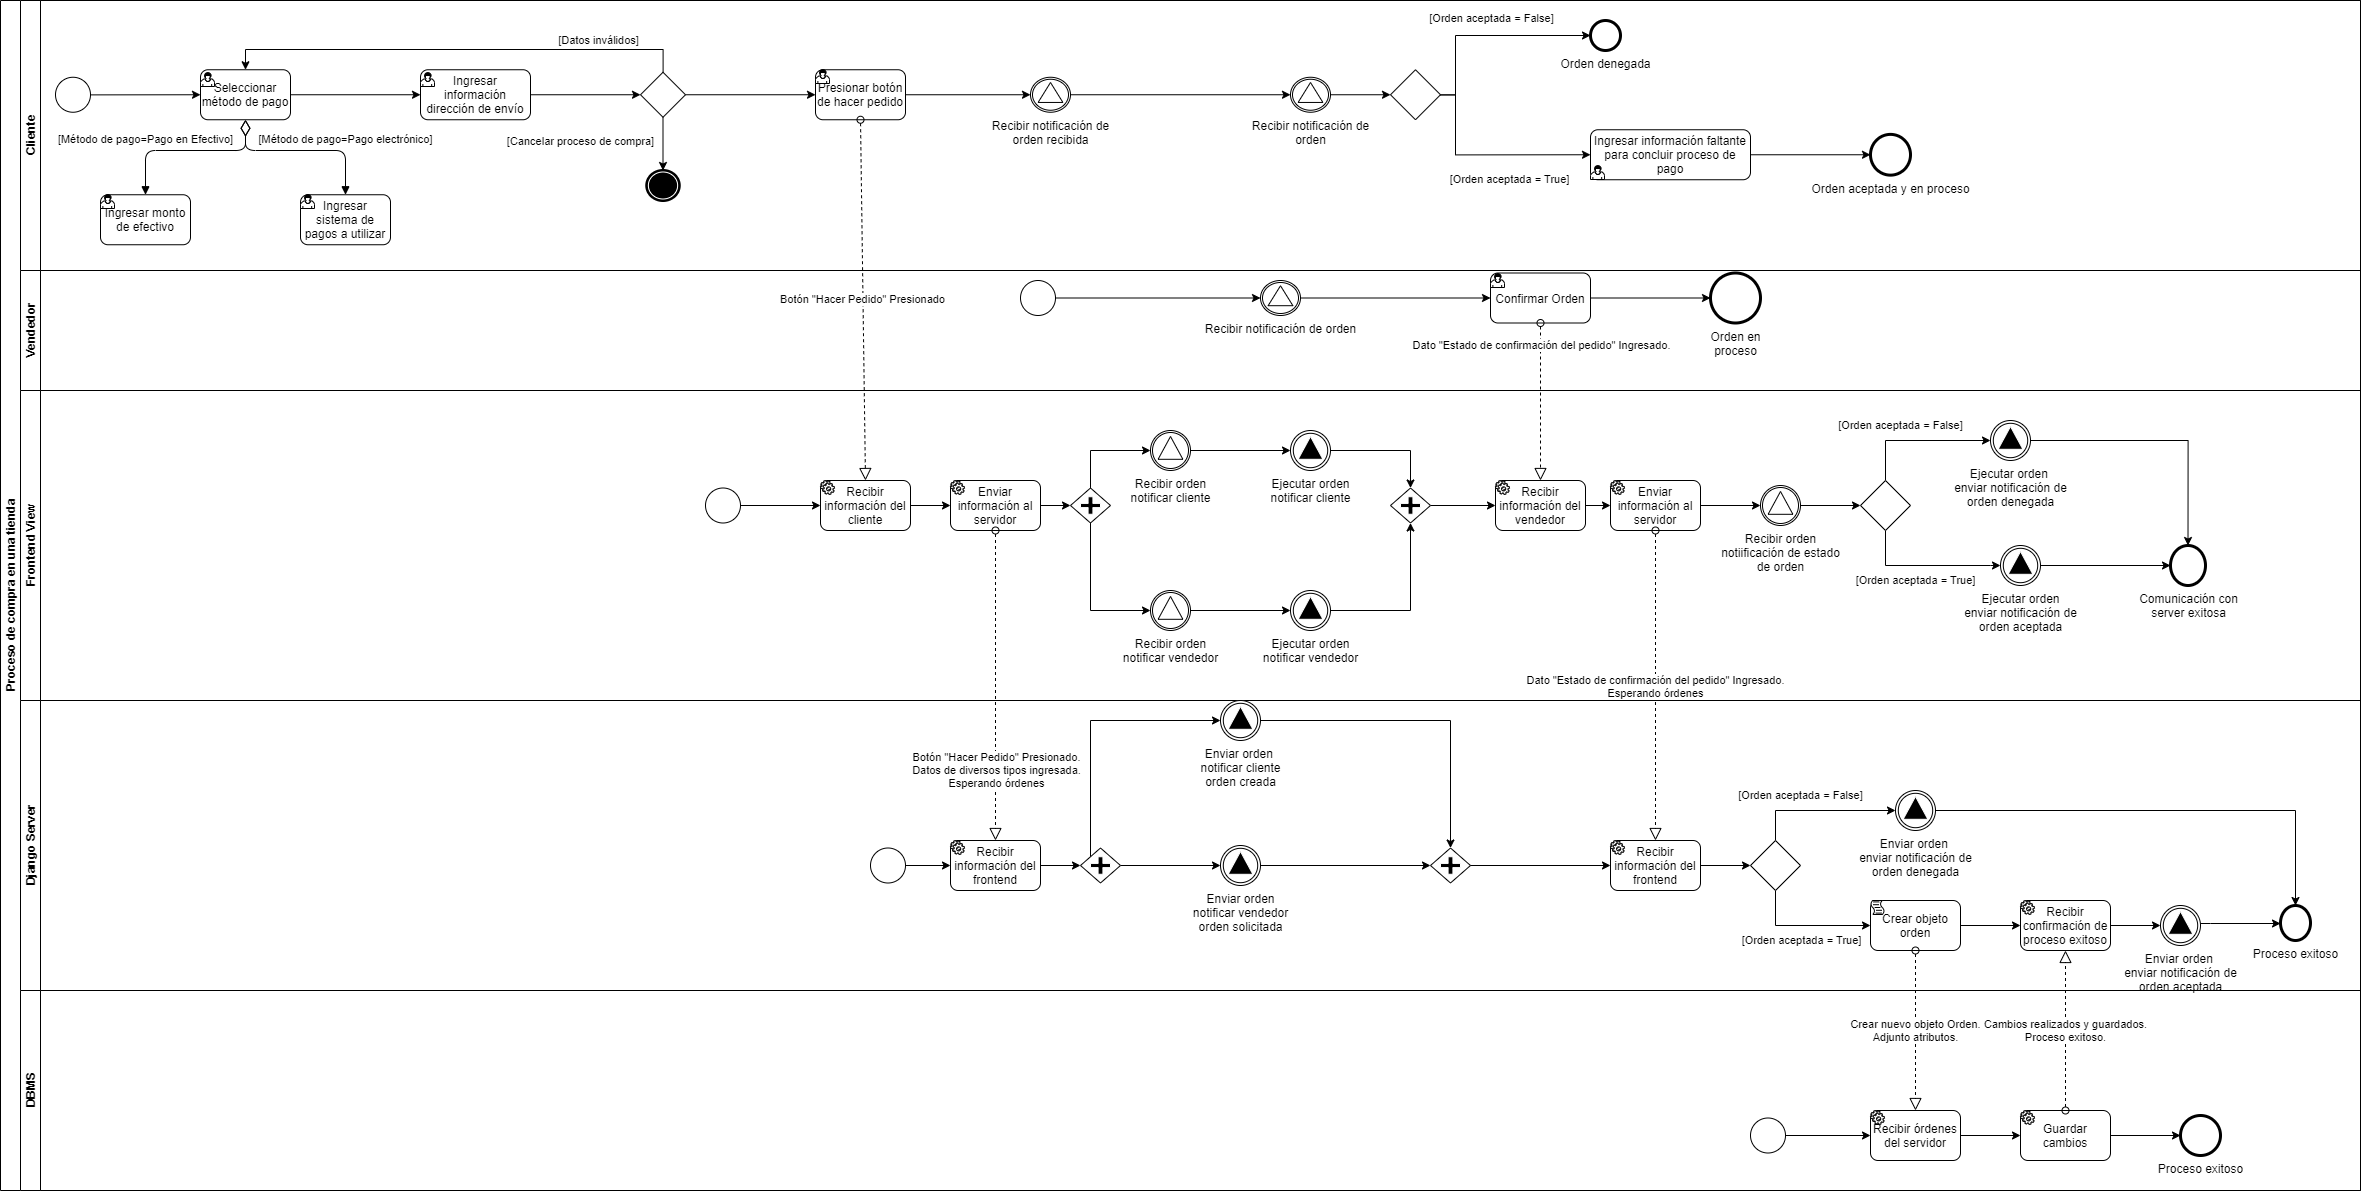 Proceso de compra en una tienda
Cliente
[Datos inválidos]
Seleccionar
método de pago
Ingresar
información
dirección de envío
[Método de pago=Pago en Efectivo]
[Método de pago=Pago electrónico]
Ingresar monto
de efectivo
Ingresar
sistema de
pagos a utilizar
[Cancelar proceso de compra]
Presionar botón
de hacer pedido
Recibir notificación de
orden recibida
Recibir notificación de
orden
[Orden aceptada = False]
Orden denegada
Ingresar información faltante
para concluir proceso de
pago
[Orden aceptada = True]
Orden aceptada y en proceso
Vendedor
Botón "Hacer Pedido" Presionado
Recibir notificación de orden
Confirmar Orden
Dato "Estado de confirmación del pedido" Ingresado.
Orden en
proceso
Frontend View
Recibir
información del
cliente
Enviar
información al
servidor
Recibir orden
notificar cliente
Ejecutar orden
notificar cliente
Recibir orden
notificar vendedor
Ejecutar orden
notificar vendedor
Recibir
información del
vendedor
Enviar
información al
servidor
Recibir orden
notiificación de estado
de orden
[Orden aceptada = False]
Ejecutar orden
enviar notificación de
orden denegada
[Orden aceptada = True]
Ejecutar orden
enviar notificación de
orden aceptada
Comunicación con
server exitosa
Dato "Estado de confirmación del pedido" Ingresado.
Esperando órdenes
Django Server
Botón "Hacer Pedido" Presionado.
Datos de diversos tipos ingresada.
Esperando órdenes
Recibir
información del
frontend
Enviar orden
notificar cliente
orden creada
Enviar orden
notificar vendedor
orden solicitada
Recibir
información del
frontend
[Orden aceptada = False]
Enviar orden
enviar notificación de
orden denegada
[Orden aceptada = True]
Crear objeto
orden
Recibir
confirmación de
proceso exitoso
Enviar orden
enviar notificación de
orden aceptada
Proceso exitoso
DBMS
Crear nuevo objeto Orden.
Adjunto atributos.
Cambios realizados y guardados.
Proceso exitoso.
Recibir órdenes
del servidor
Guardar
cambios
Proceso exitoso